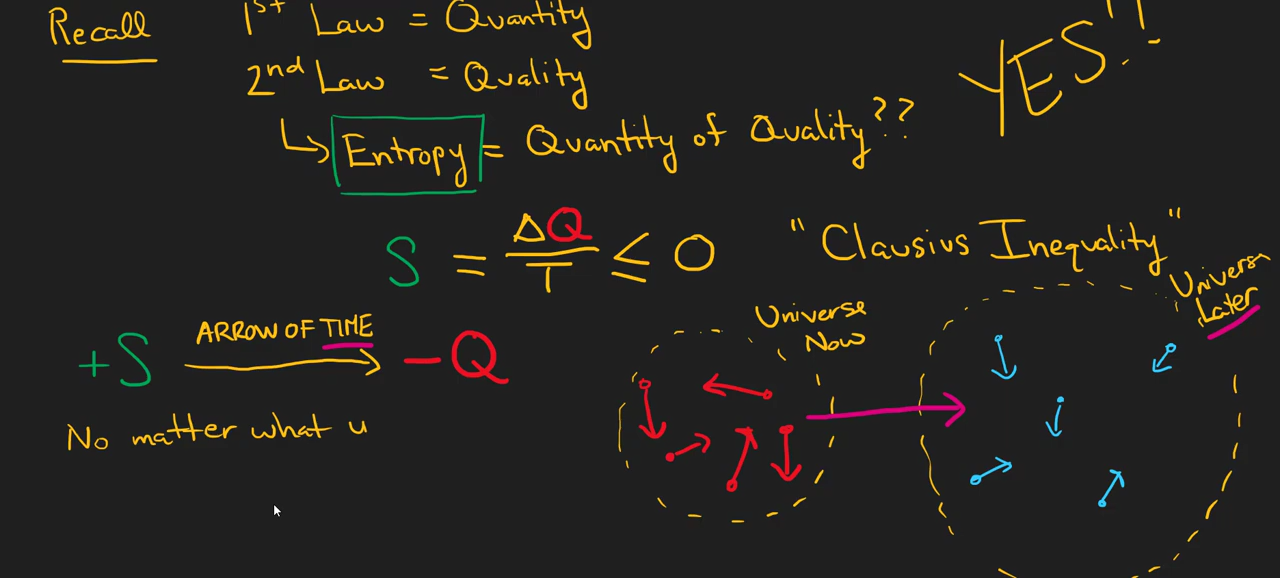 Recall
1st Law = Quantity
2nd Law = Quality
Entropy = Quantity of Quality??
YES!!
S = ΔQ/T ≤ 0 "Clausius Inequality"
+S ARROW OF TIME -Q
Universe
Now
Universe
Later
No matter what u